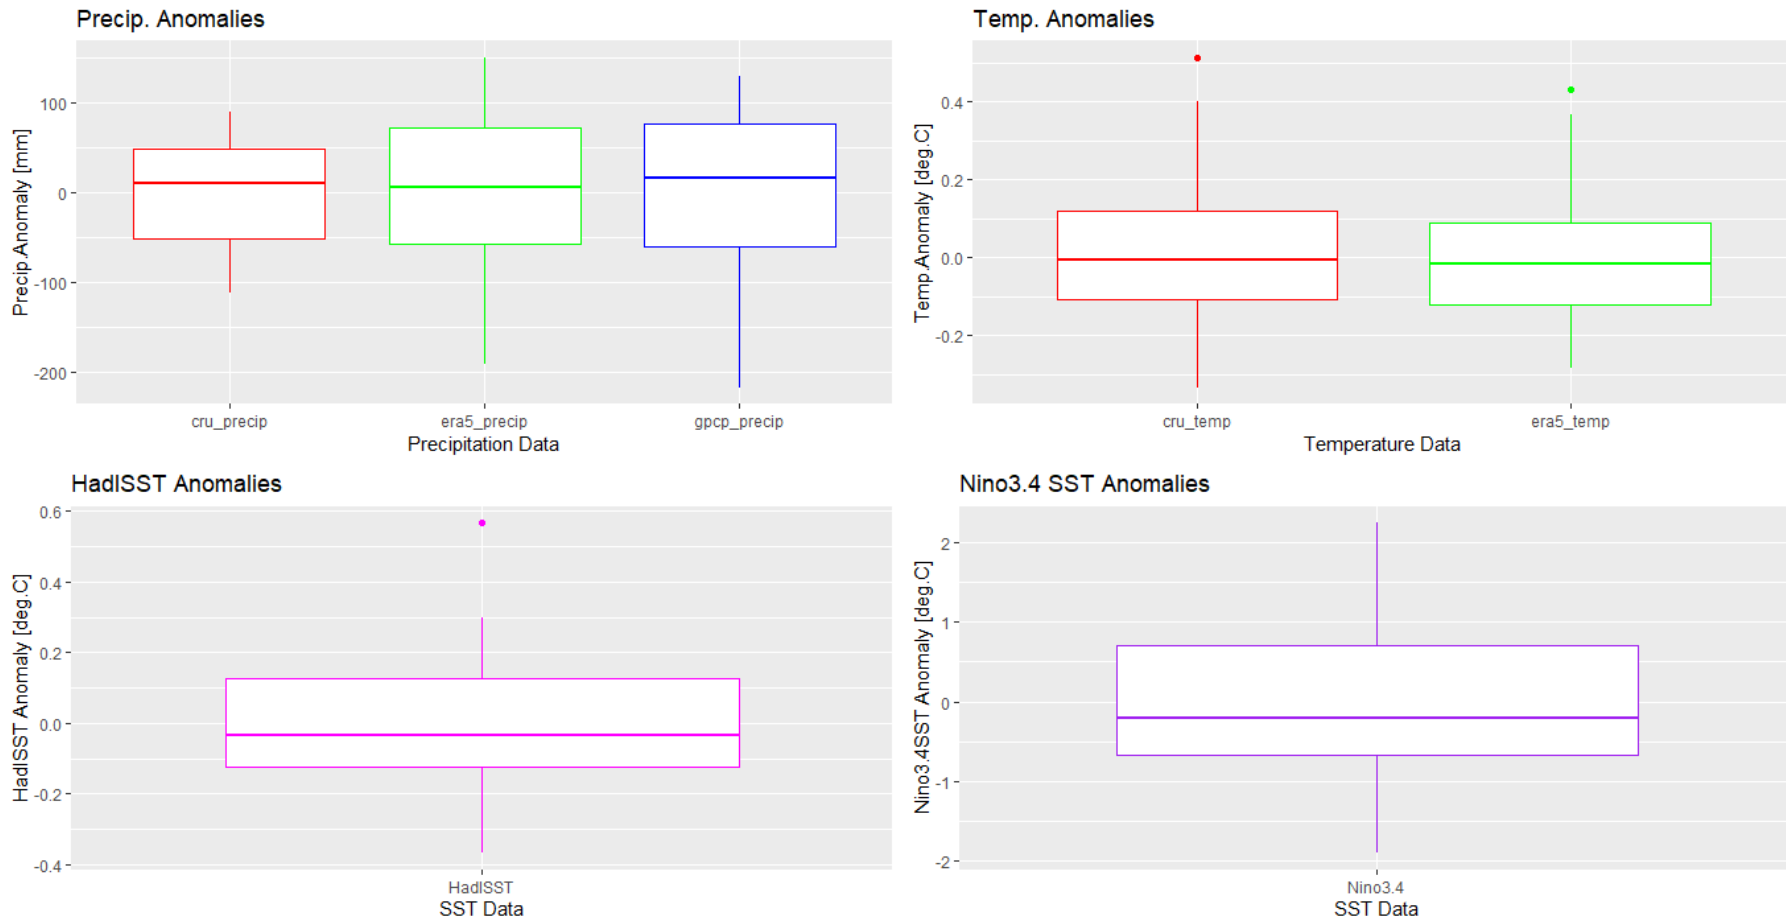 Precip. Anomalies
Precip.Anomaly [mm]
100
0
-100
-200
cru_precip
era5_precip
gpcp_precip
Precipitation Data
Temp. Anomalies
Temp.Anomaly [deg.C]
0.4
0.2
0.0
-0.2
cru_temp
era5_temp
Temperature Data
HadISST Anomalies
HadISST Anomaly [deg.C]
0.6
0.4
0.2
0.0
-0.2
-0.4
HadISST
SST Data
Nino3.4 SST Anomalies
Nino3.4SST Anomaly [deg.C]
2
1
0
-1
-2
Nino3.4
SST Data